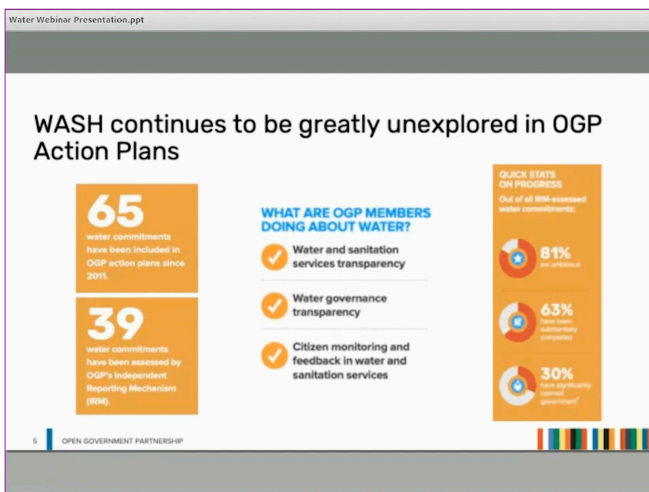 Water Webinar Presentation.ppt
WASH continues to be greatly unexplored in OGP
Action Plans
65
water commitments
have been included in
OGP action plans since
2011.
39
water commitments
have been assessed by
OGP's Independent
Reporting Mechanism
(IRM).
WHAT ARE OGP MEMBERS
DOING ABOUT WATER?
Water and sanitation
services transparency
Water governance
transparency
Citizen monitoring and
feedback in water and
sanitation services
QUICK STATS
ON PROGRESS
Out of all IRM-assessed
water commitments:
81%
are ambitious
63%
have been
substantially
completed
30%
have significantly
opened
government
5
OPEN GOVERNMENT PARTNERSHIP